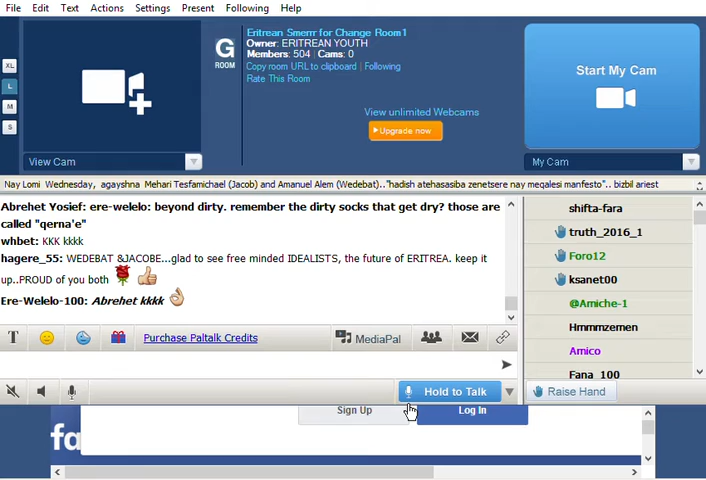 File Edit Text Actions Settings Present Following Help
Eritrean Smerrr for Change Room1
Owner: ERITREAN YOUTH
Members: 504 | Cams: 0
Copy room URL to clipboard | Following
Rate This Room
G
ROOM
View unlimited Webcams
Upgrade now
Start My Cam
XL
L
M
S
View Cam
My Cam
Nay Lomi Wednesday, agayshna Mehari Tesfamichael (Jacob) and Amanuel Alem (Wedebat).."hadish atehasasiba zenetsere nay meqalesi manfesto".. bizbil ariest
Abrehet Yosief: ere-welelo: beyond dirty. remember the dirty socks that get dry? those are
called "qerna'e"
whbet: KKK kkkk
hagere_55: WEDEBAT &JACOBE...glad to see free minded IDEALISTS, the future of ERITREA. keep it
up..PROUD of you both
Ere-Welelo-100: Abrehet kkkk
shifta-fara
truth_2016_1
Foro12
ksanet00
@Amiche-1
Hmmmzemen
Amico
Fana_100
T
Purchase Paltalk Credits
MediaPal
Hold to Talk
Raise Hand
Sign Up
Log In
fa